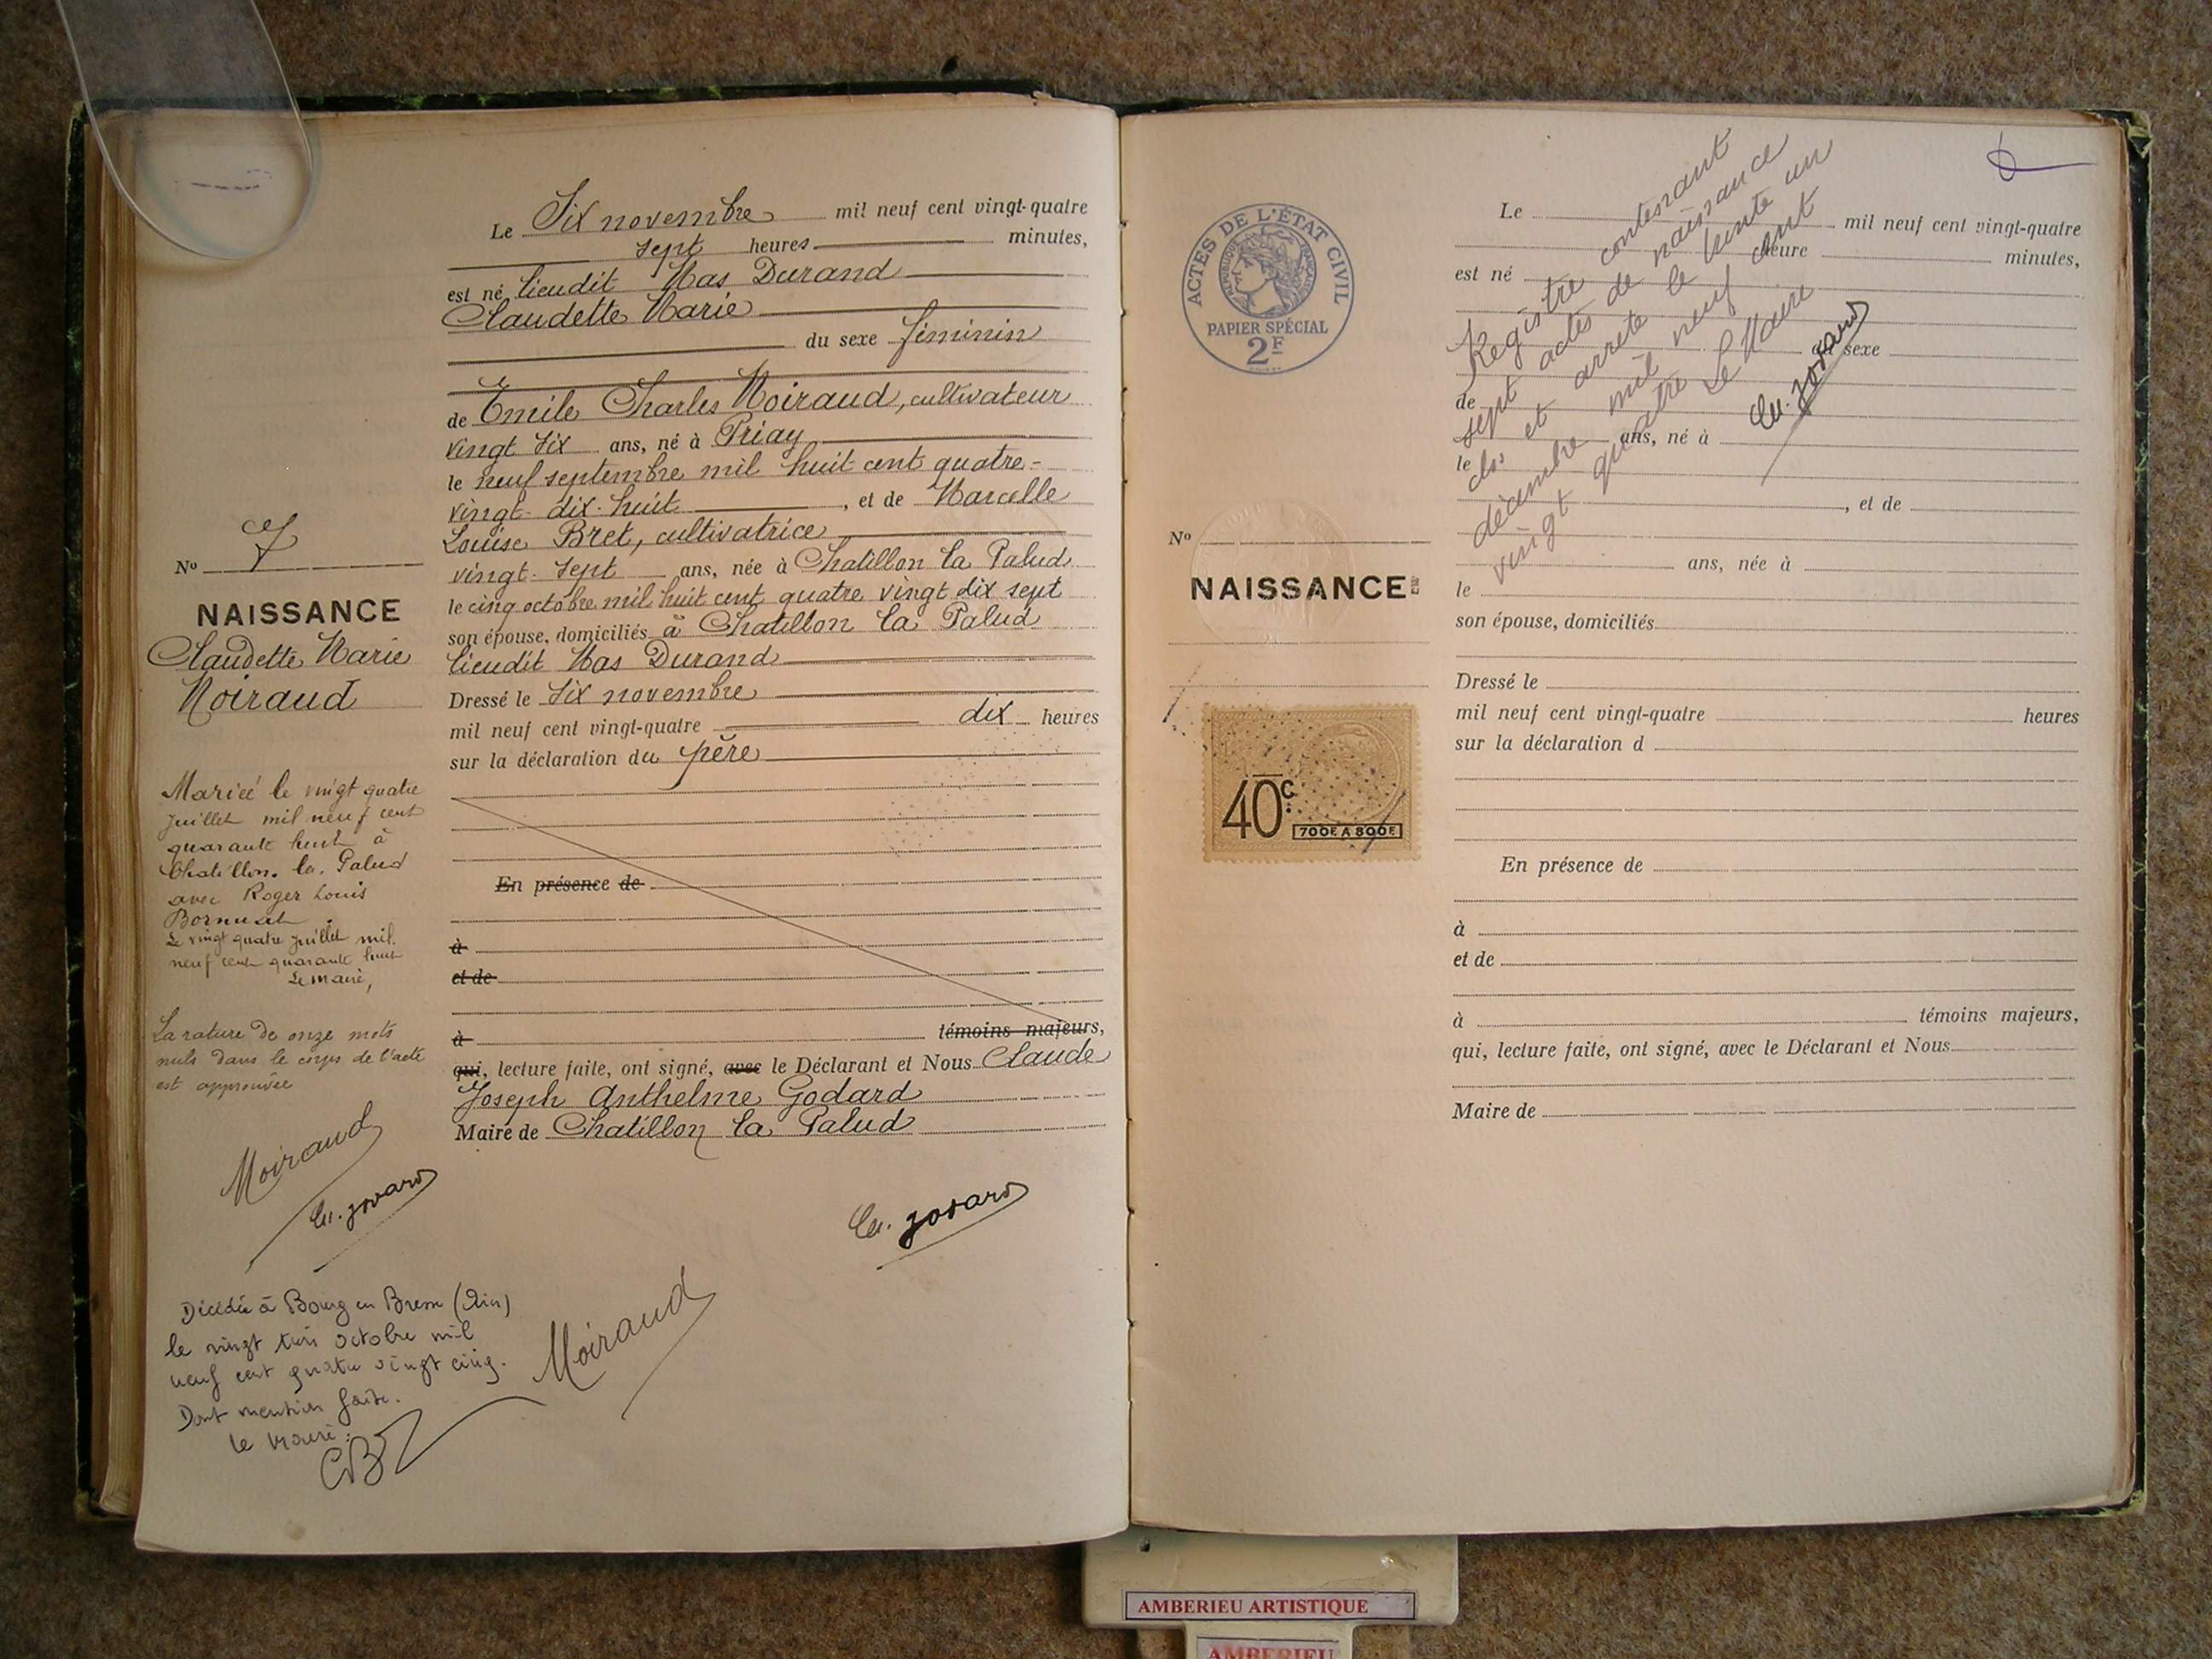 Le Six novembre mil neuf cent vingt-quatre
sept heures minutes,
est né lieudit Mas Durand
Claudette Marie
du sexe féminin
de Emile Charles Moiraud, cultivateur
vingt six ans, né à Priay
le neuf septembre mil huit cent quatre-
vingt-dix-huit, et de Marcelle
Louise Bret, cultivatrice
vingt-sept ans, née à Chatillon la Palud
le cinq octobre mil huit cent quatre vingt dix sept
son épouse, domiciliés à Chatillon la Palud
lieudit Mas Durand
Dressé le six novembre
mil neuf cent vingt-quatre dix heures
sur la déclaration du père
En présence de
à
et de
à témoins majeurs,
qui, lecture faite, ont signé, avec le Déclarant et Nous Claude
Joseph Anthelme Godard
Maire de Chatillon la Palud
Moiraud
No 7
NAISSANCE
Claudette Marie
Moiraud
Mariée le vingt quatre
juillet mil neuf cent
quarante huit à
Chatillon. la. Palud
avec Roger Louis
Le vingt quatre juillet mil
neuf cent quarante huit
Le maire,
La rature de onze mots
nuls dans le corps de l'acte
est approuvée
Moiraud
Décédée à Bourg en Bresse (Ain)
le vingt trois octobre mil
neuf cent quatre vingt cinq.
Dont mention faite.
Le Maire:
ACTES DE L'ÉTAT CIVIL
PAPIER SPÉCIAL
2F
No
NAISSANCE
40c
700F A 800F
Registre contenant
sept actes de naissance
clos et arrêté le trente un
décembre mil neuf cent
vingt quatre Le Maire
Le mil neuf cent vingt-quatre
heure minutes,
est né
du sexe
de
ans, né à
le
, et de
ans, née à
le
son épouse, domiciliés
Dressé le
mil neuf cent vingt-quatre heures
sur la déclaration d
En présence de
à
et de
à témoins majeurs,
qui, lecture faite, ont signé, avec le Déclarant et Nous
Maire de
AMBERIEU ARTISTIQUE
AMBERIEU